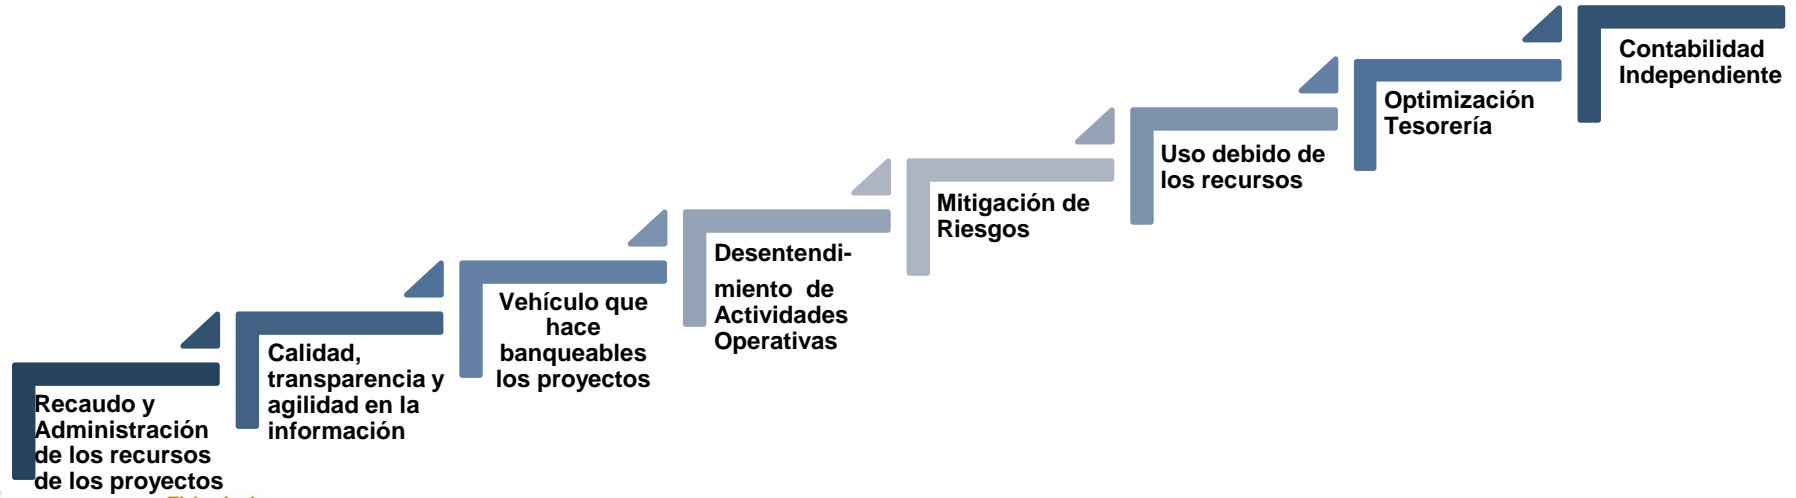 Recaudo y
Administración
de los recursos
de los proyectos
Calidad,
transparencia y
agilidad en la
información
Vehículo que
hace
banqueables
los proyectos
Desentendi-
miento de
Actividades
Operativas
Mitigación de
Riesgos
Uso debido de
los recursos
Optimización
Tesorería
Contabilidad
Independiente